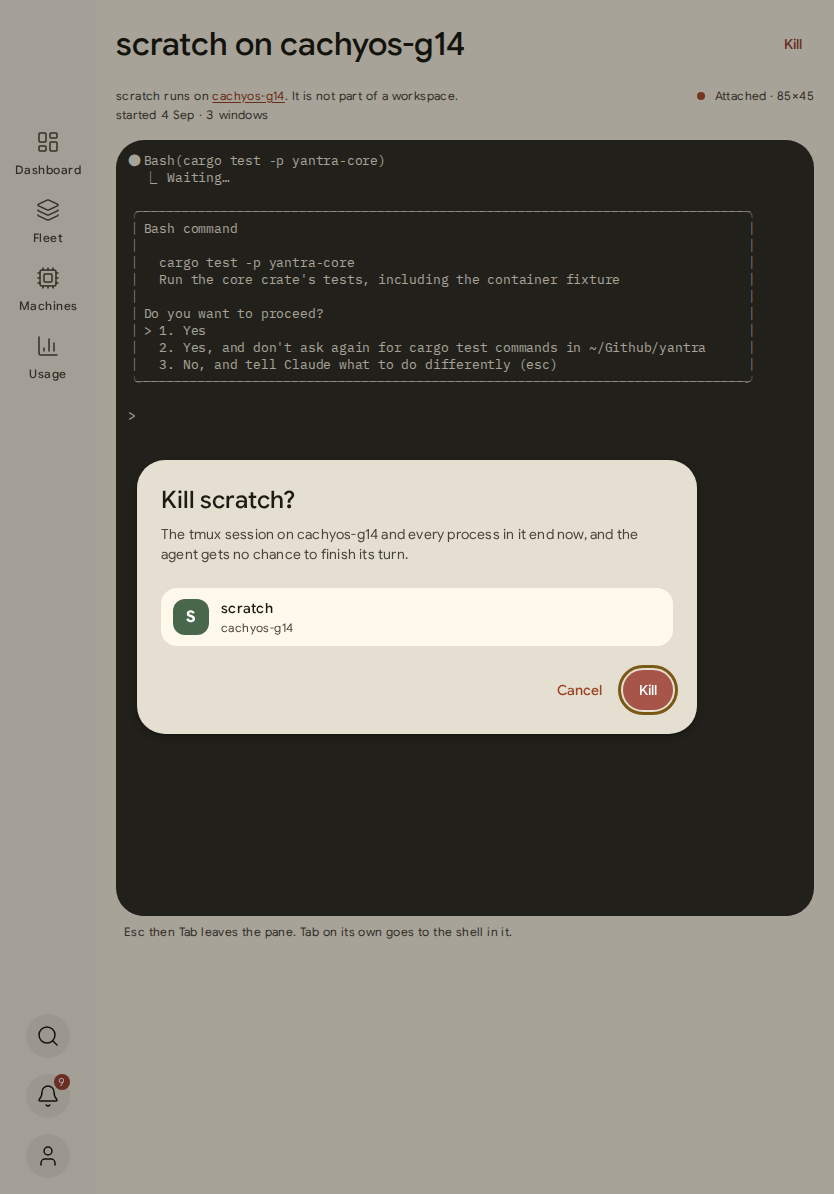 scratch on cachyos-g14
Kill
scratch runs on cachyos-g14. It is not part of a workspace.
started 4 Sep · 3 windows
Attached · 85×45
Dashboard
Fleet
Machines
Usage
● Bash(cargo test -p yantra-core)
⎿ Waiting…
Bash command
cargo test -p yantra-core
Run the core crate's tests, including the container fixture
Do you want to proceed?
> 1. Yes
2. Yes, and don't ask again for cargo test commands in ~/Github/yantra
3. No, and tell Claude what to do differently (esc)
>
Kill scratch?
The tmux session on cachyos-g14 and every process in it end now, and the
agent gets no chance to finish its turn.
S
scratch
cachyos-g14
Cancel
Kill
Esc then Tab leaves the pane. Tab on its own goes to the shell in it.
9